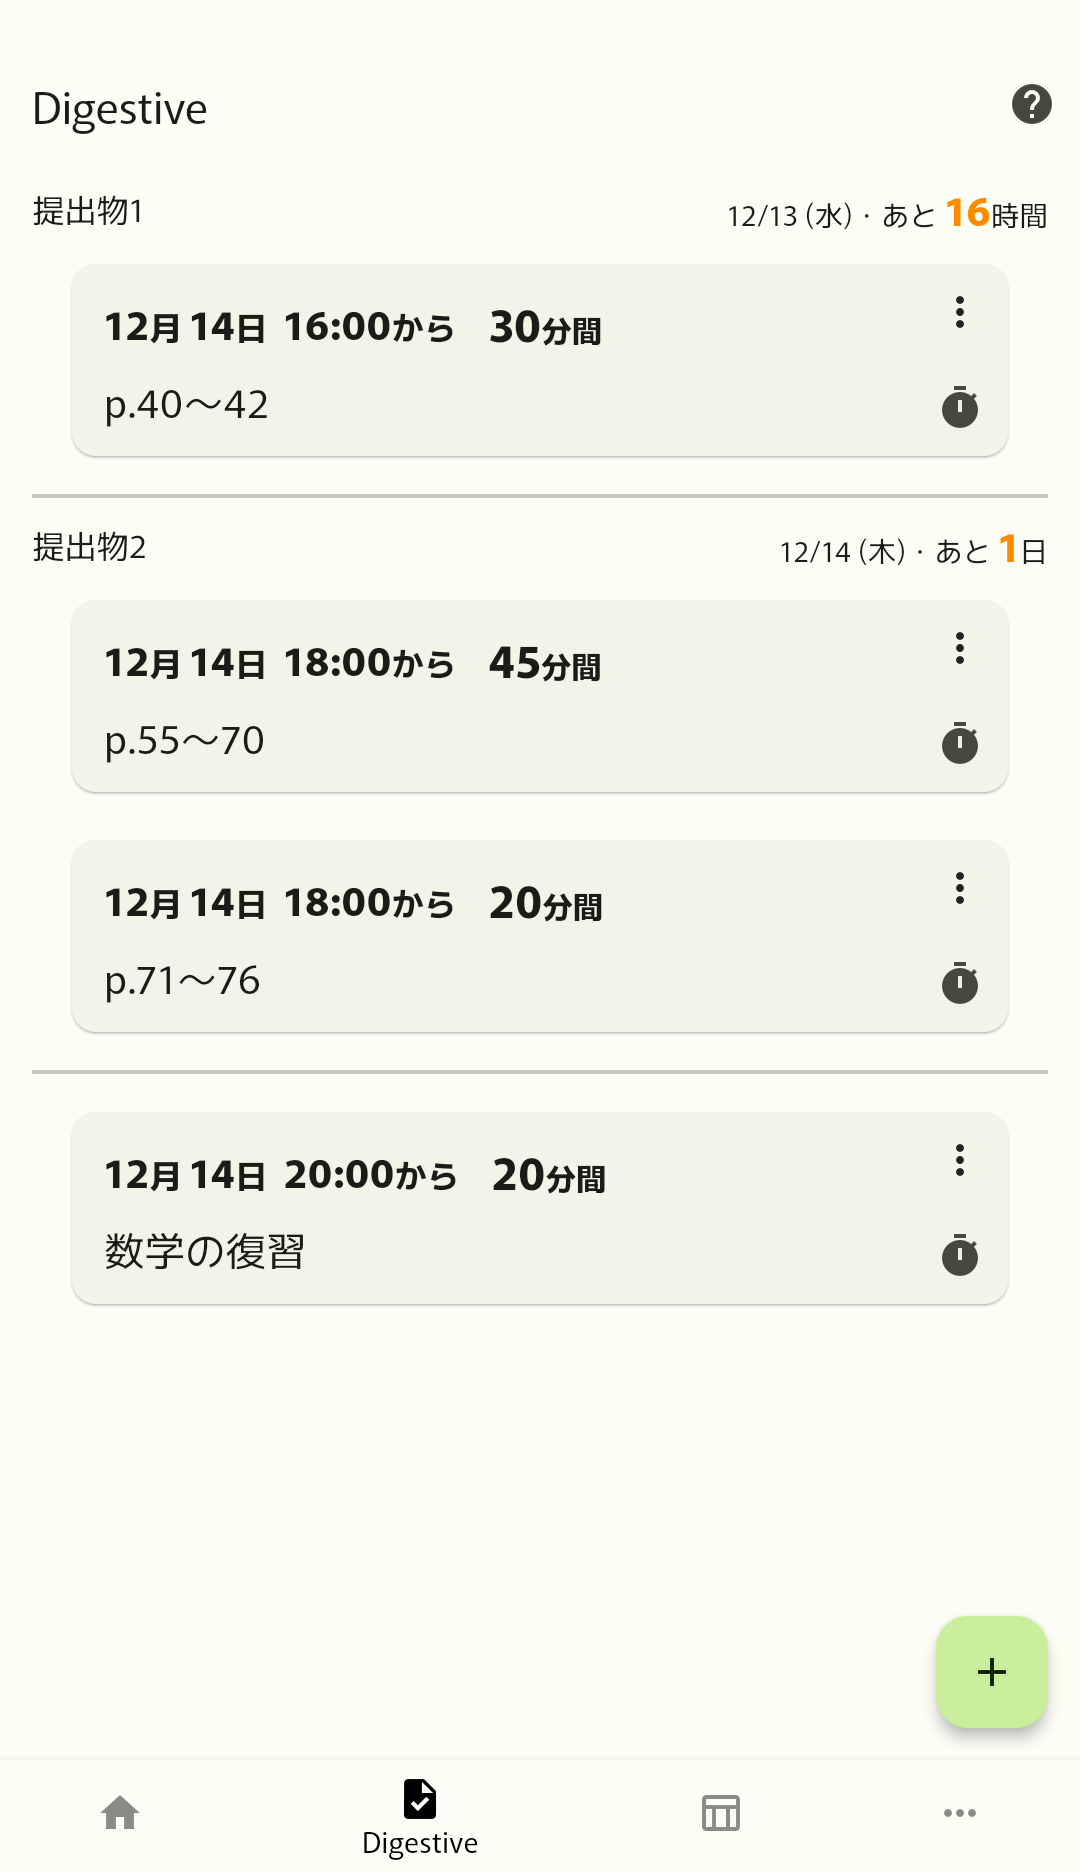 Digestive
提出物1
12/13 (水)・あと 16時間
12月 14日 16:00から 30分間
p.40〜42
提出物2
12/14 (木)・あと 1日
12月 14日 18:00から 45分間
p.55〜70
12月 14日 18:00から 20分間
p.71〜76
12月 14日 20:00から 20分間
数学の復習
Digestive